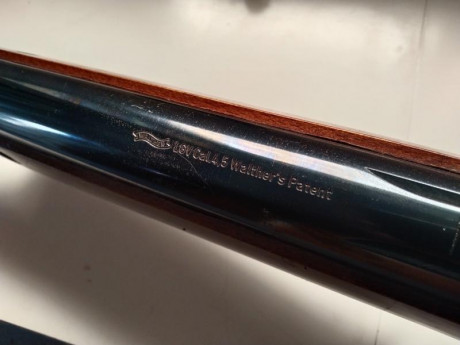 LGV Cal.4,5 Walther's Patent